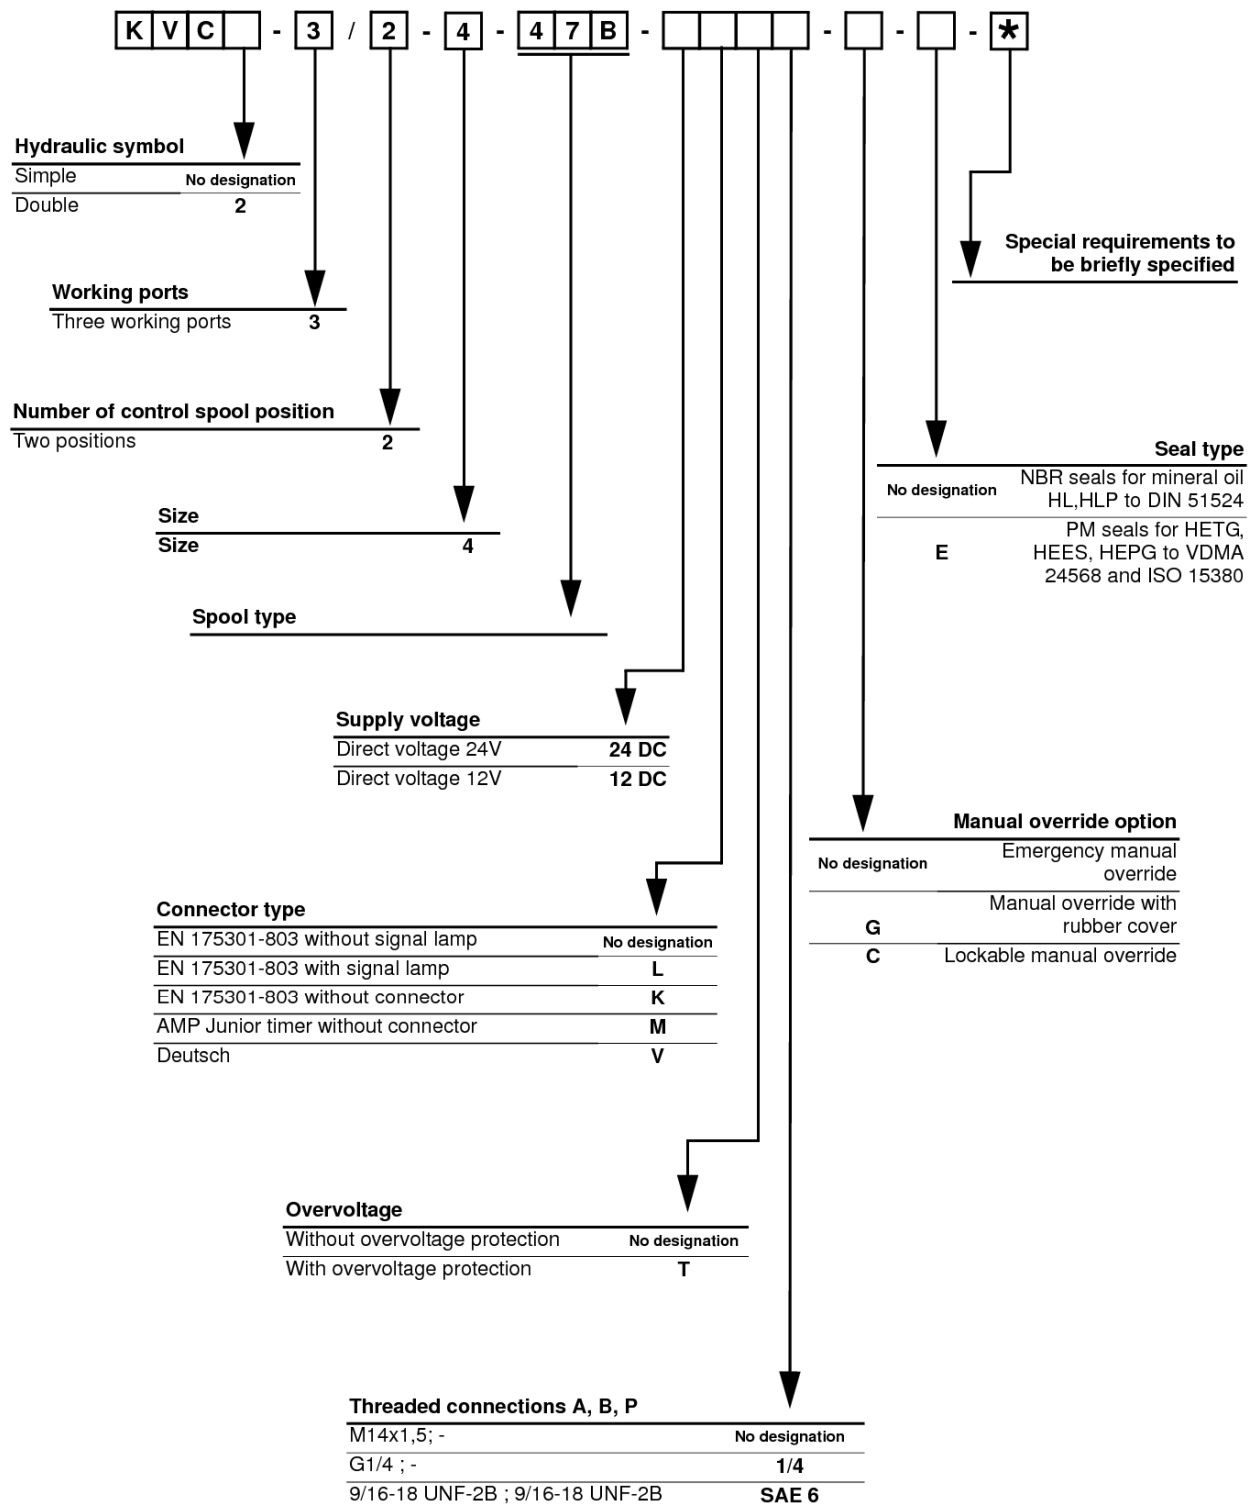 K V C - 3 / 2 - 4 - 4 7 B - - - - *
Hydraulic symbol
Simple No designation
Double 2
Working ports
Three working ports 3
Number of control spool position
Two positions 2
Size
Size 4
Spool type
Supply voltage
Direct voltage 24V 24 DC
Direct voltage 12V 12 DC
Connector type
EN 175301-803 without signal lamp No designation
EN 175301-803 with signal lamp L
EN 175301-803 without connector K
AMP Junior timer without connector M
Deutsch V
Overvoltage
Without overvoltage protection No designation
With overvoltage protection T
Threaded connections A, B, P
M14x1,5; - No designation
G1/4 ; - 1/4
9/16-18 UNF-2B ; 9/16-18 UNF-2B SAE 6
Special requirements to
be briefly specified
Seal type
No designation NBR seals for mineral oil
HL,HLP to DIN 51524
PM seals for HETG,
E HEES, HEPG to VDMA
24568 and ISO 15380
Manual override option
No designation Emergency manual
override
Manual override with
G rubber cover
C Lockable manual override